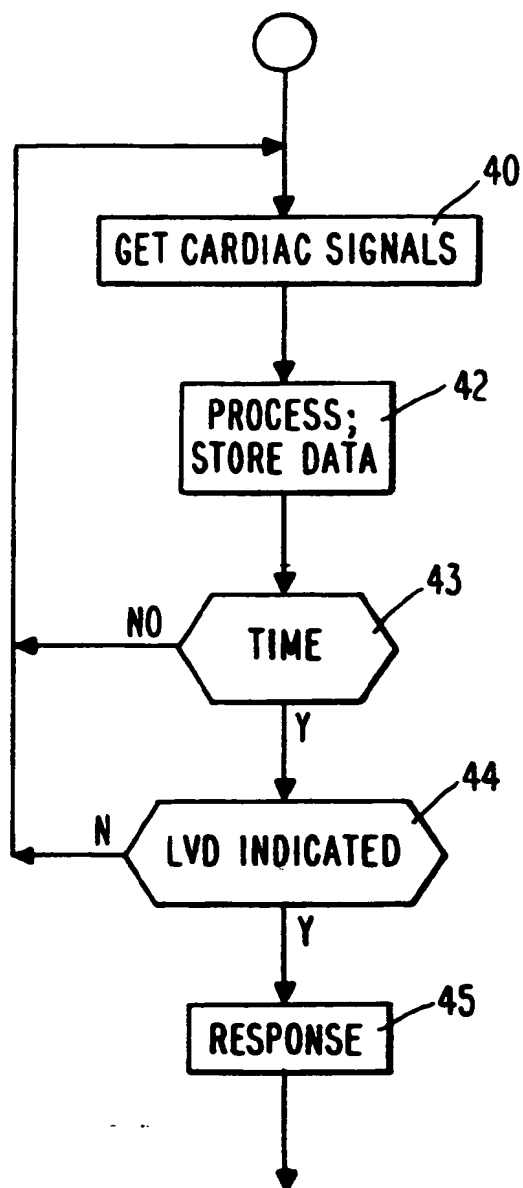 40
GET CARDIAC SIGNALS
42
PROCESS;
STORE DATA
43
NO
TIME
Y
44
N
LVD INDICATED
Y
45
RESPONSE